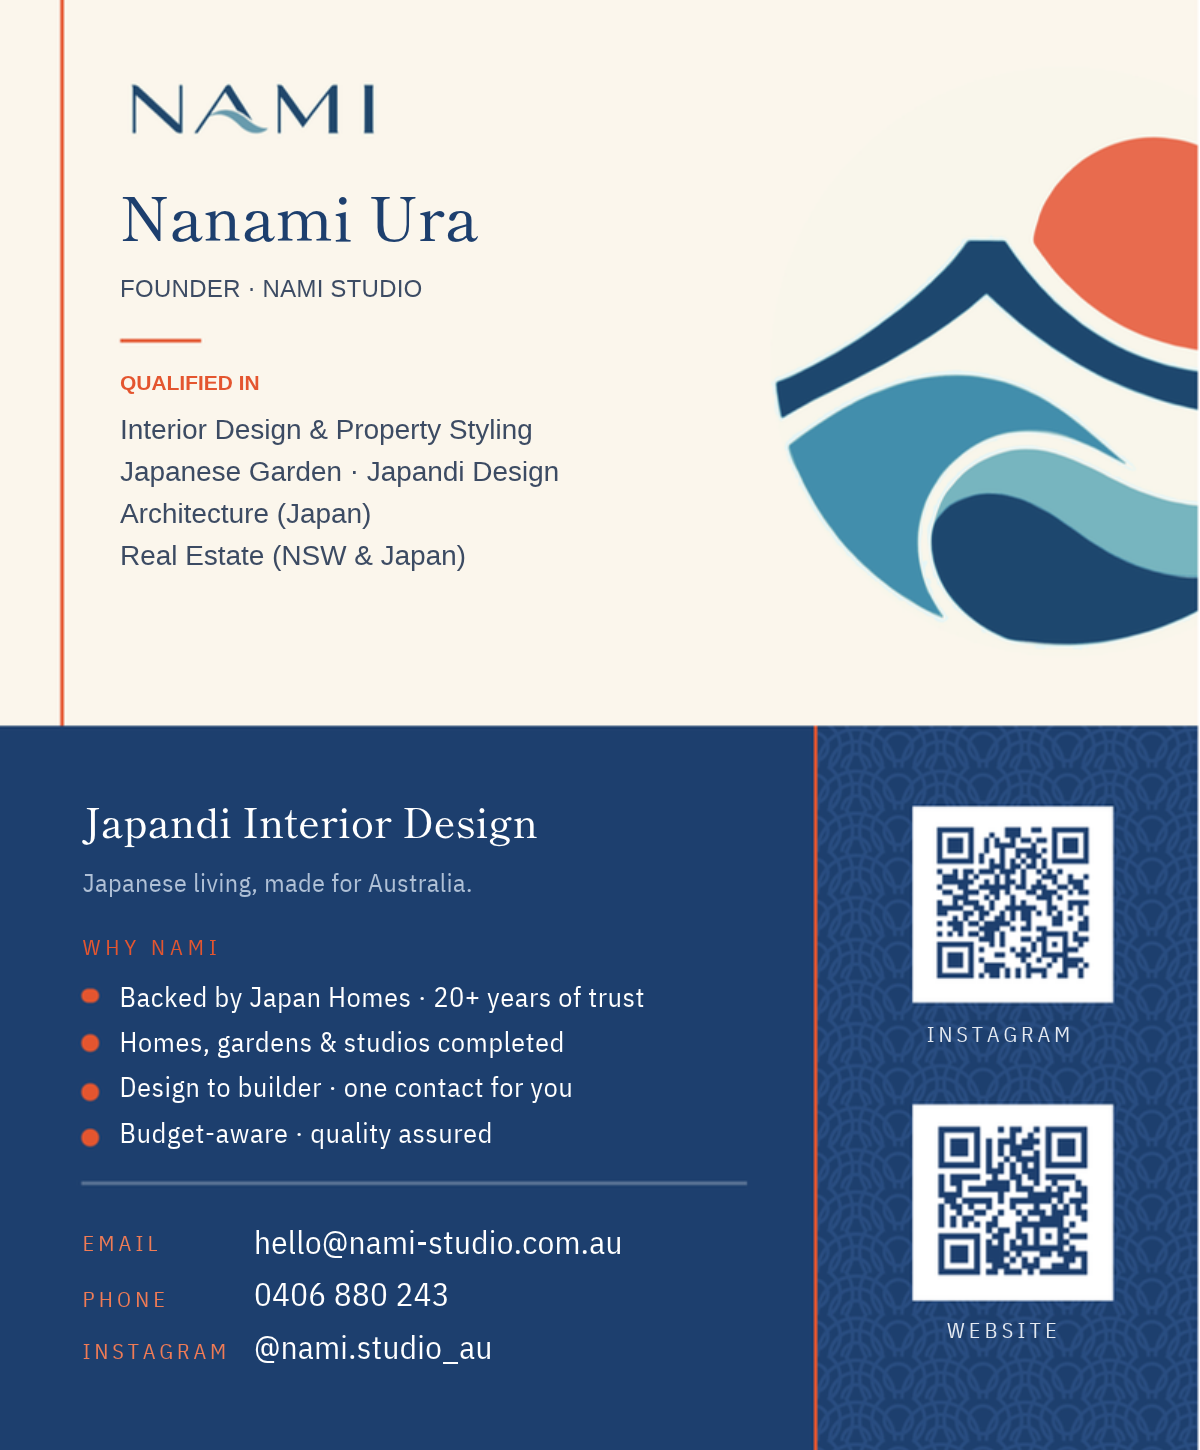 NAMI
Nanami Ura
FOUNDER · NAMI STUDIO
QUALIFIED IN
Interior Design & Property Styling
Japanese Garden · Japandi Design
Architecture (Japan)
Real Estate (NSW & Japan)
Japandi Interior Design
Japanese living, made for Australia.
WHY NAMI
Backed by Japan Homes · 20+ years of trust
Homes, gardens & studios completed
Design to builder · one contact for you
Budget-aware · quality assured
EMAIL hello@nami-studio.com.au
PHONE 0406 880 243
INSTAGRAM @nami.studio_au
INSTAGRAM
WEBSITE